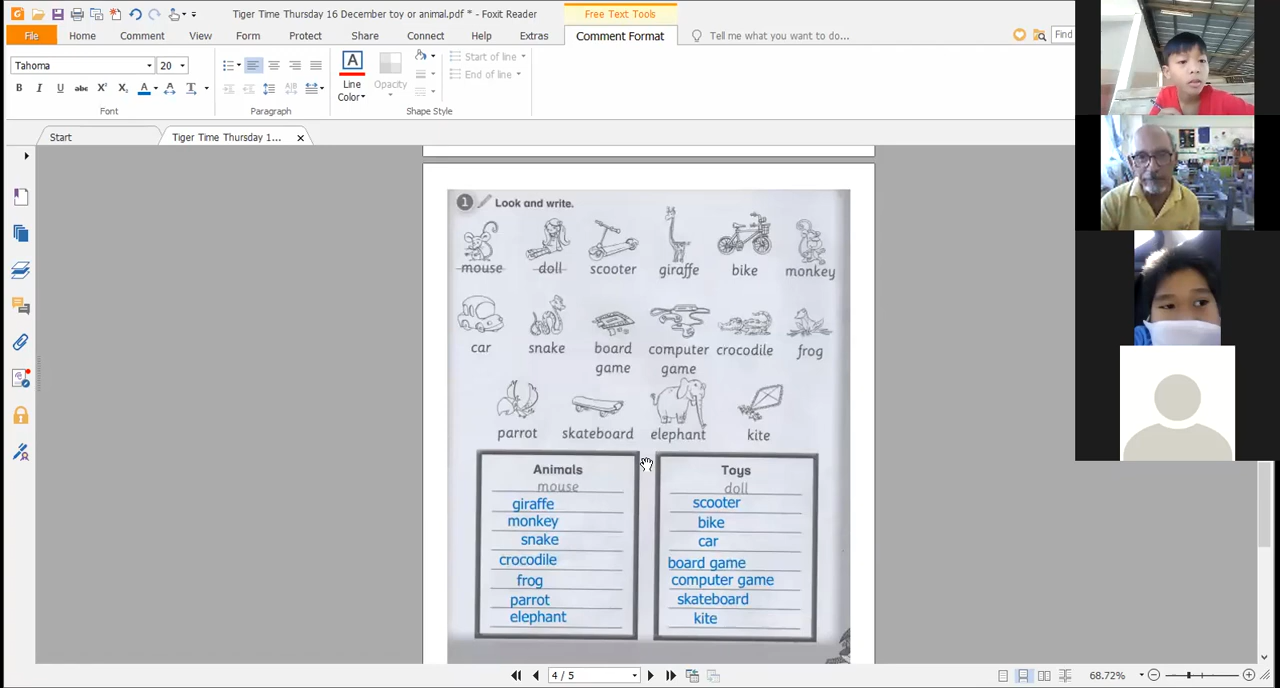 Tiger Time Thursday 16 December toy or animal.pdf * - Foxit Reader
Free Text Tools
File Home Comment View Form Protect Share Connect Help Extras Comment Format Tell me what you want to do... Find
Tahoma 20 A Start of line
End of line
B I U abc X² X₂ A A T Line Color Opacity
Font Paragraph Shape Style
Start Tiger Time Thursday 1...
1 Look and write.
mouse doll scooter giraffe bike monkey
car snake board game computer game crocodile frog
parrot skateboard elephant kite
Animals
mouse
giraffe
monkey
snake
crocodile
frog
parrot
elephant
Toys
doll
scooter
bike
car
board game
computer game
skateboard
kite
4 / 5 68.72%